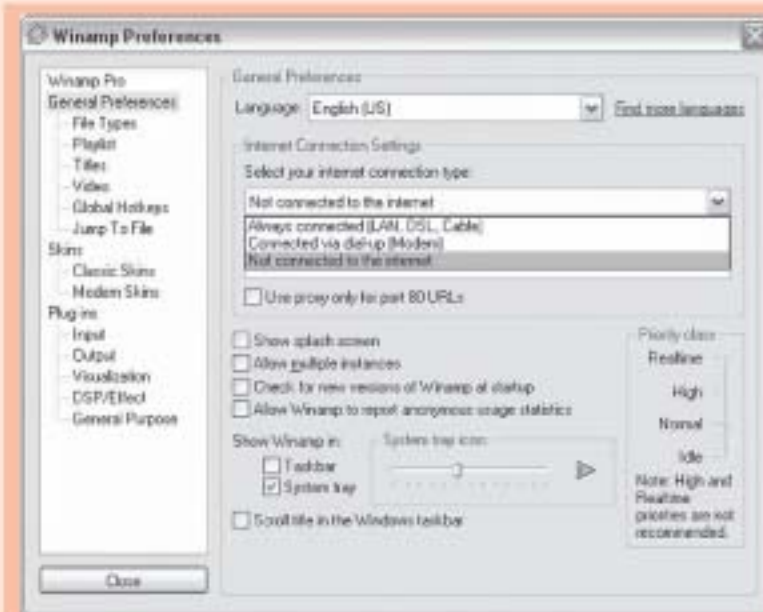 Winamp Preferences
Winamp Pro
General Preferences
File Types
Playlist
Titles
Video
Global Hotkeys
Jump To File
Skins
Classic Skins
Modern Skins
Plug-ins
Input
Output
Visualization
DSP/Effect
General Purpose
Close
General Preferences
Language: English (US) Find more languages
Internet Connection Settings
Select your internet connection type:
Not connected to the internet
Always connected (LAN, DSL, Cable)
Connected via dial-up (Modem)
Not connected to the internet
Use proxy only for port 80 URLs
Show splash screen
Allow multiple instances
Check for new versions of Winamp at startup
Allow Winamp to report anonymous usage statistics
Show Winamp in:
Taskbar
System tray
System tray icon:
Scroll title in the Windows taskbar
Priority class
Realtime
High
Normal
Idle
Note: High and
Realtime
priorities are not
recommended.